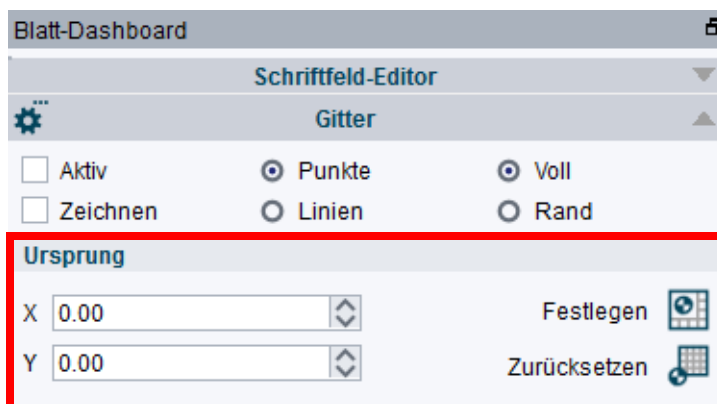 Blatt-Dashboard
Schriftfeld-Editor
Gitter
Aktiv Punkte Voll
Zeichnen Linien Rand
Ursprung
X 0.00 Festlegen
Y 0.00 Zurücksetzen